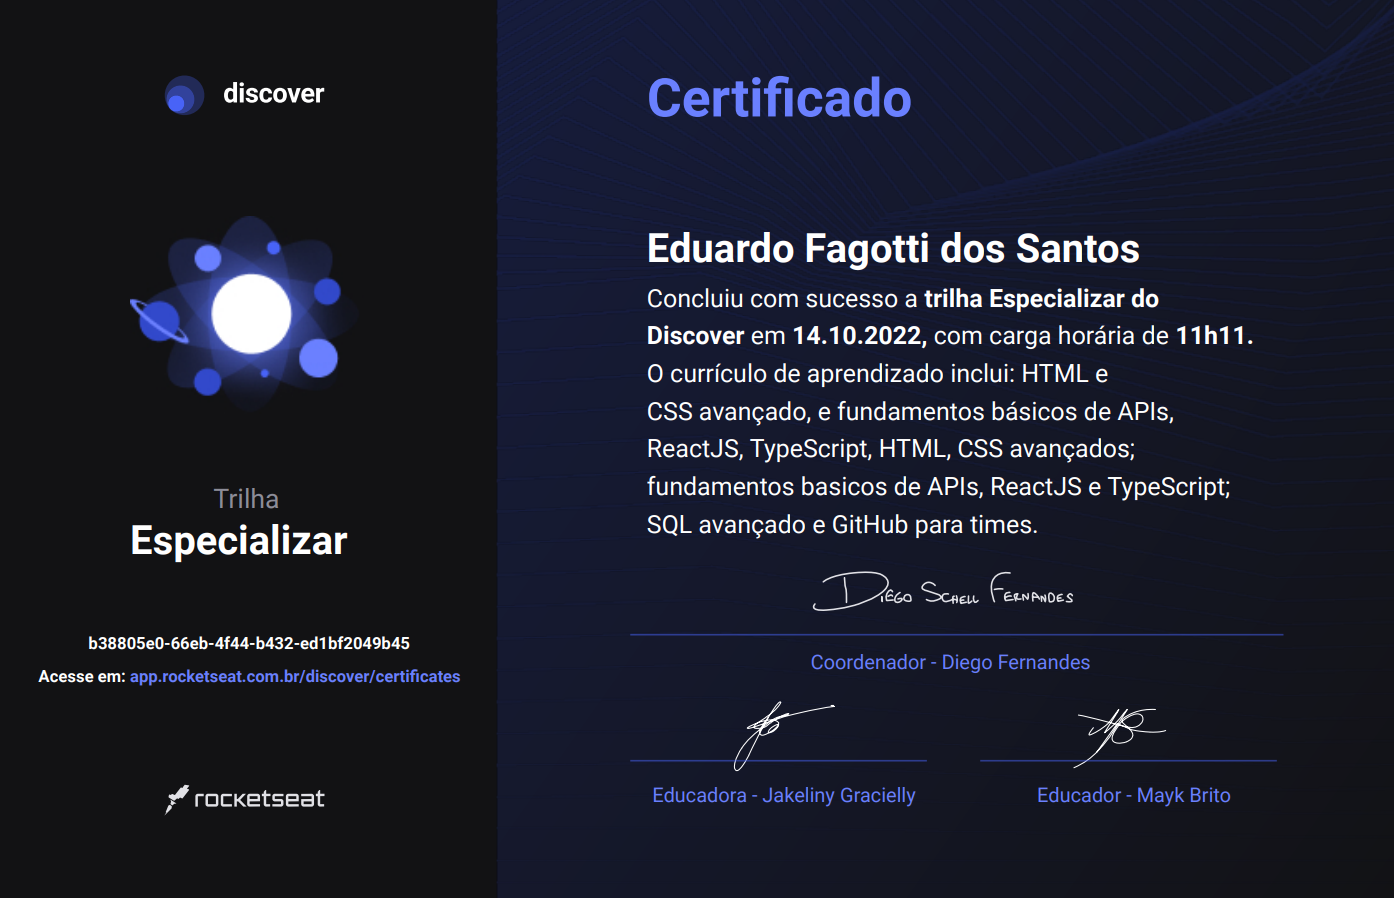 discover
Trilha
Especializar
b38805e0-66eb-4f44-b432-ed1bf2049b45
Acesse em: app.rocketseat.com.br/discover/certificates
rocketseat
Certificado
Eduardo Fagotti dos Santos
Concluiu com sucesso a trilha Especializar do
Discover em 14.10.2022, com carga horária de 11h11.
O currículo de aprendizado inclui: HTML e
CSS avançado, e fundamentos básicos de APIs,
ReactJS, TypeScript, HTML, CSS avançados;
fundamentos basicos de APIs, ReactJS e TypeScript;
SQL avançado e GitHub para times.
Diego Schell Fernandes
Coordenador - Diego Fernandes
Educadora - Jakeliny Gracielly
Educador - Mayk Brito